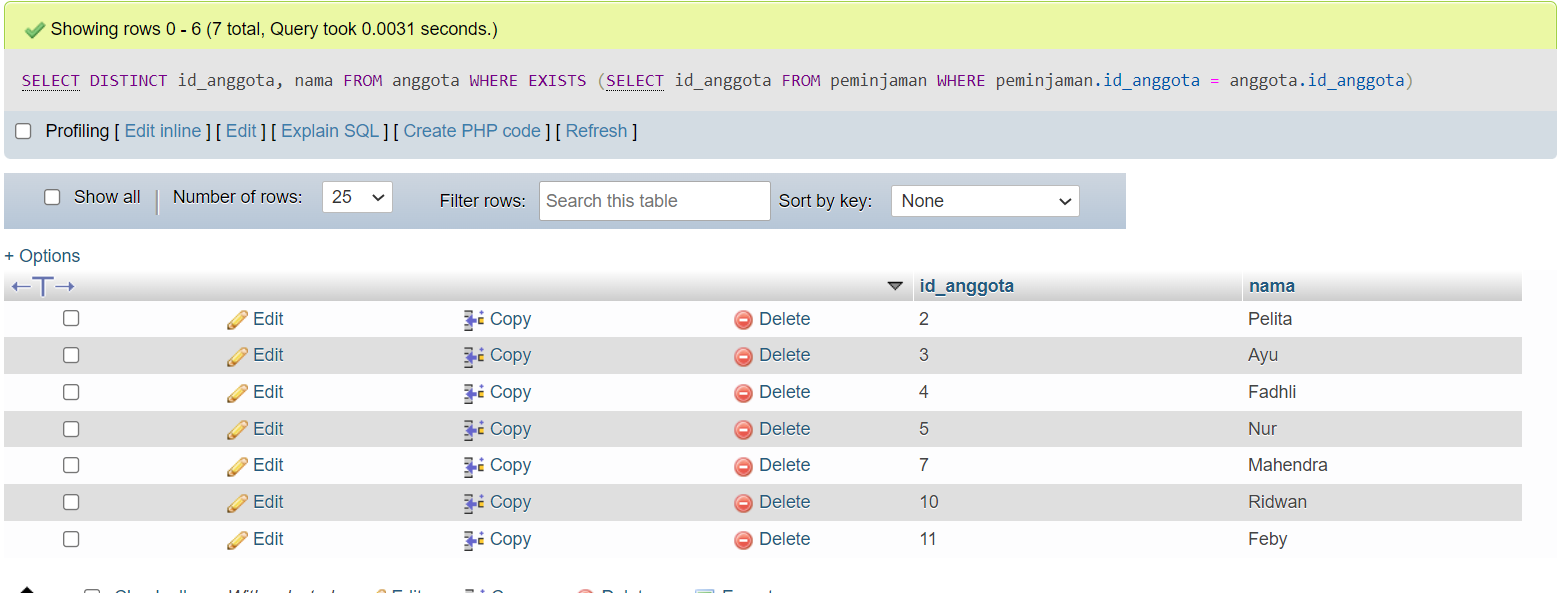 Showing rows 0 - 6 (7 total, Query took 0.0031 seconds.)
SELECT DISTINCT id_anggota, nama FROM anggota WHERE EXISTS (SELECT id_anggota FROM peminjaman WHERE peminjaman.id_anggota = anggota.id_anggota)
Profiling [ Edit inline ] [ Edit ] [ Explain SQL ] [ Create PHP code ] [ Refresh ]
Show all Number of rows: 25 Filter rows: Search this table Sort by key: None
+ Options
id_anggota nama
Edit Copy Delete 2 Pelita
Edit Copy Delete 3 Ayu
Edit Copy Delete 4 Fadhli
Edit Copy Delete 5 Nur
Edit Copy Delete 7 Mahendra
Edit Copy Delete 10 Ridwan
Edit Copy Delete 11 Feby